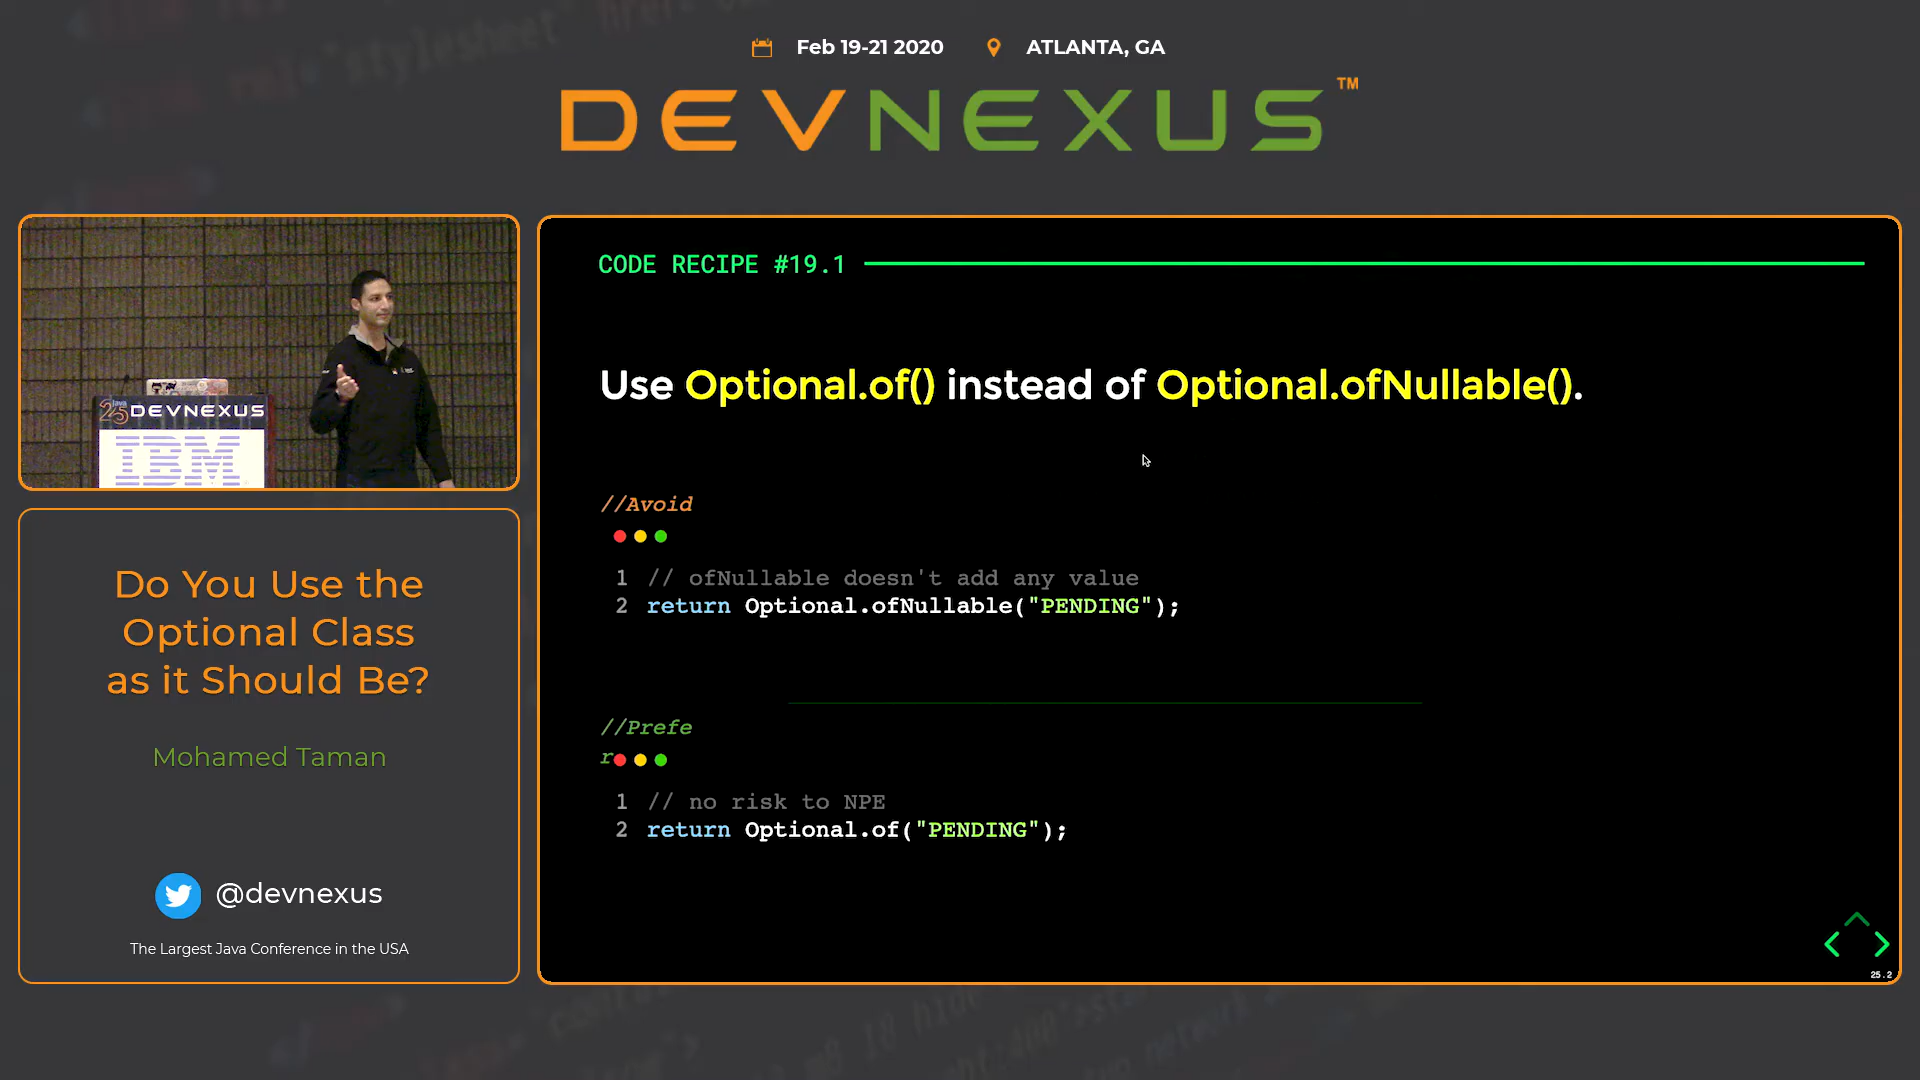 Feb 19-21 2020 ATLANTA, GA
DEVNEXUS™
java 25 DEVNEXUS
IBM
Do You Use the
Optional Class
as it Should Be?
Mohamed Taman
@devnexus
The Largest Java Conference in the USA
CODE RECIPE #19.1
Use Optional.of() instead of Optional.ofNullable().
//Avoid
1 // ofNullable doesn't add any value
2 return Optional.ofNullable("PENDING");
//Prefe
r
1 // no risk to NPE
2 return Optional.of("PENDING");
25.2